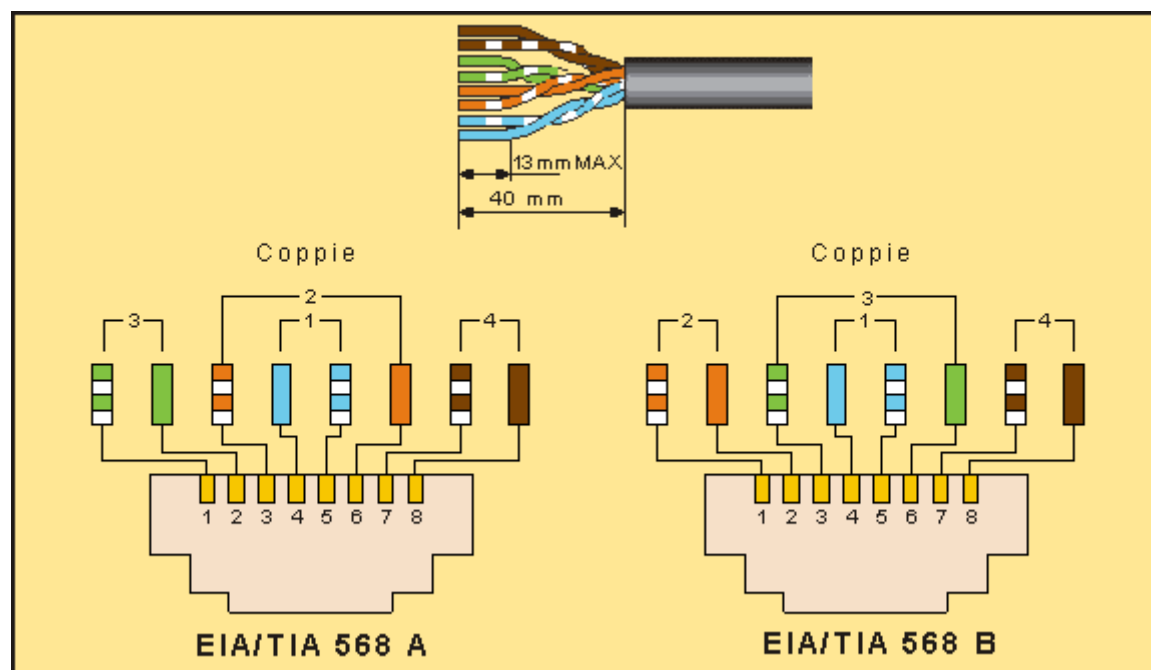 13 mm MAX
40 mm
Coppie
2
3 1 4
1 2 3 4 5 6 7 8
EIA/TIA 568 A
Coppie
3
2 1 4
1 2 3 4 5 6 7 8
EIA/TIA 568 B